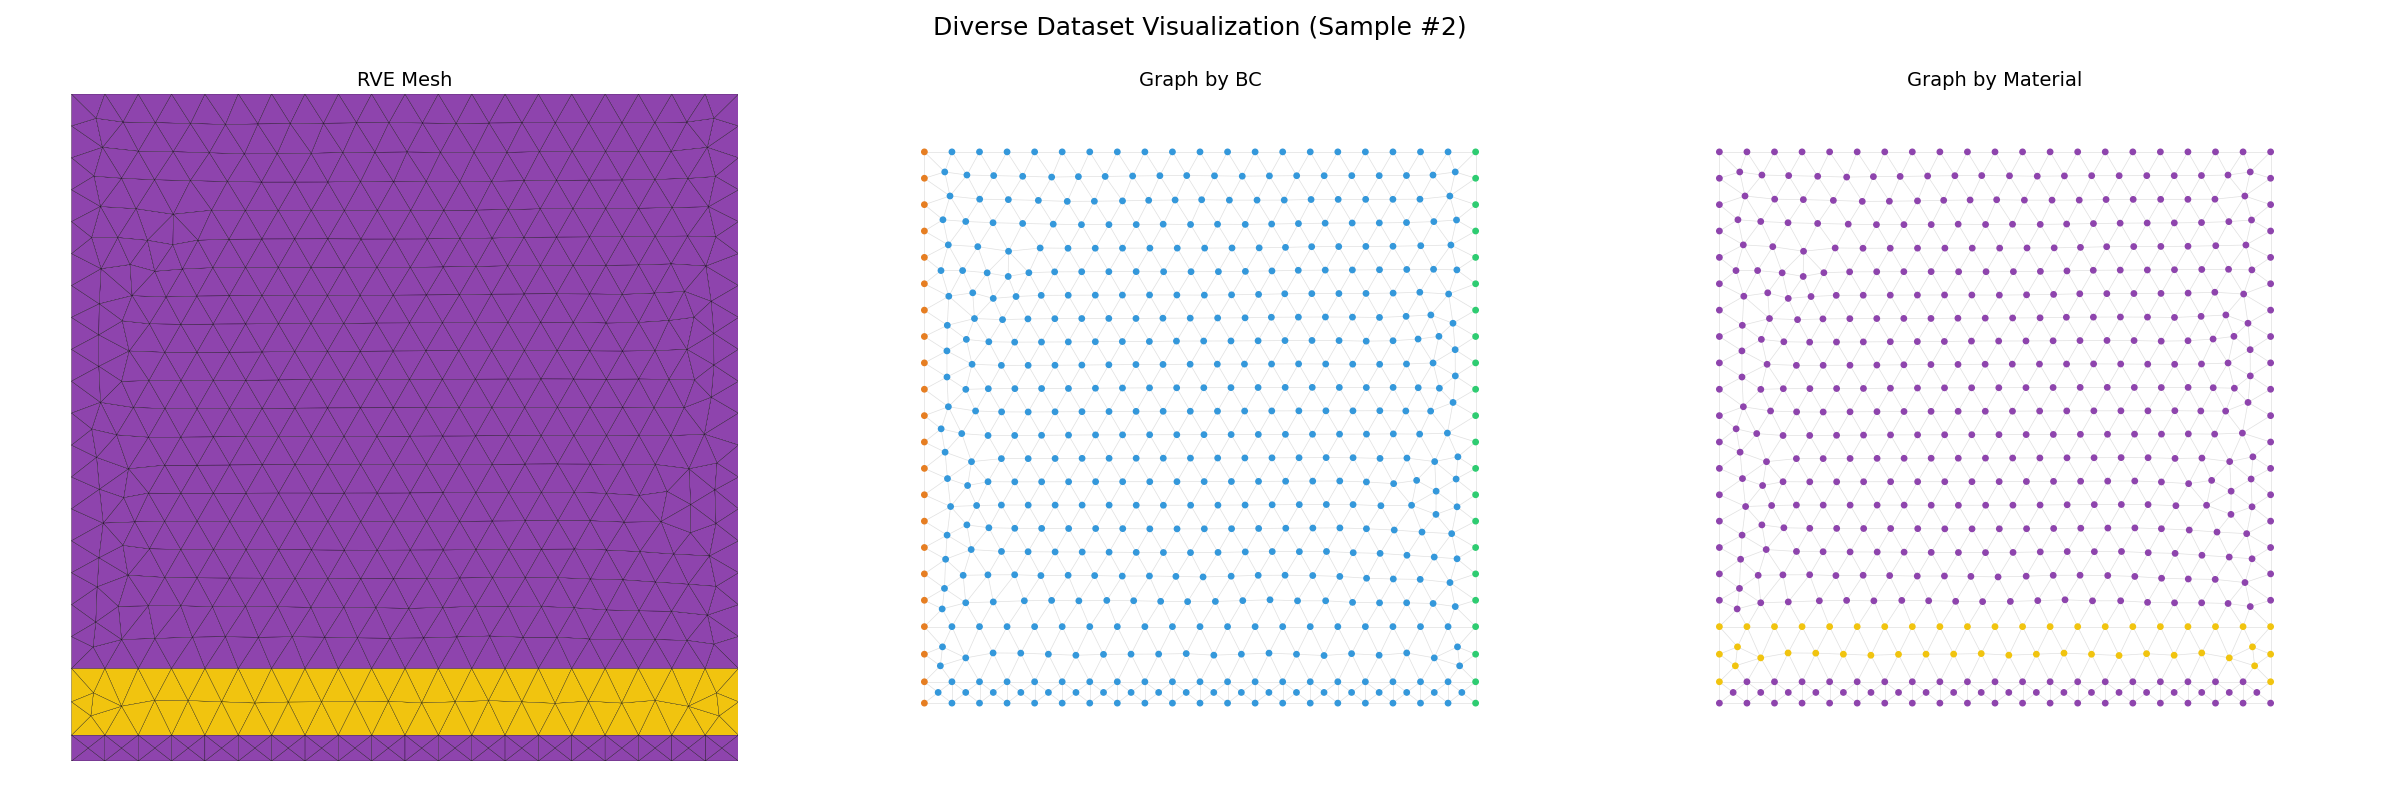 Diverse Dataset Visualization (Sample #2)
RVE Mesh
Graph by BC
Graph by Material